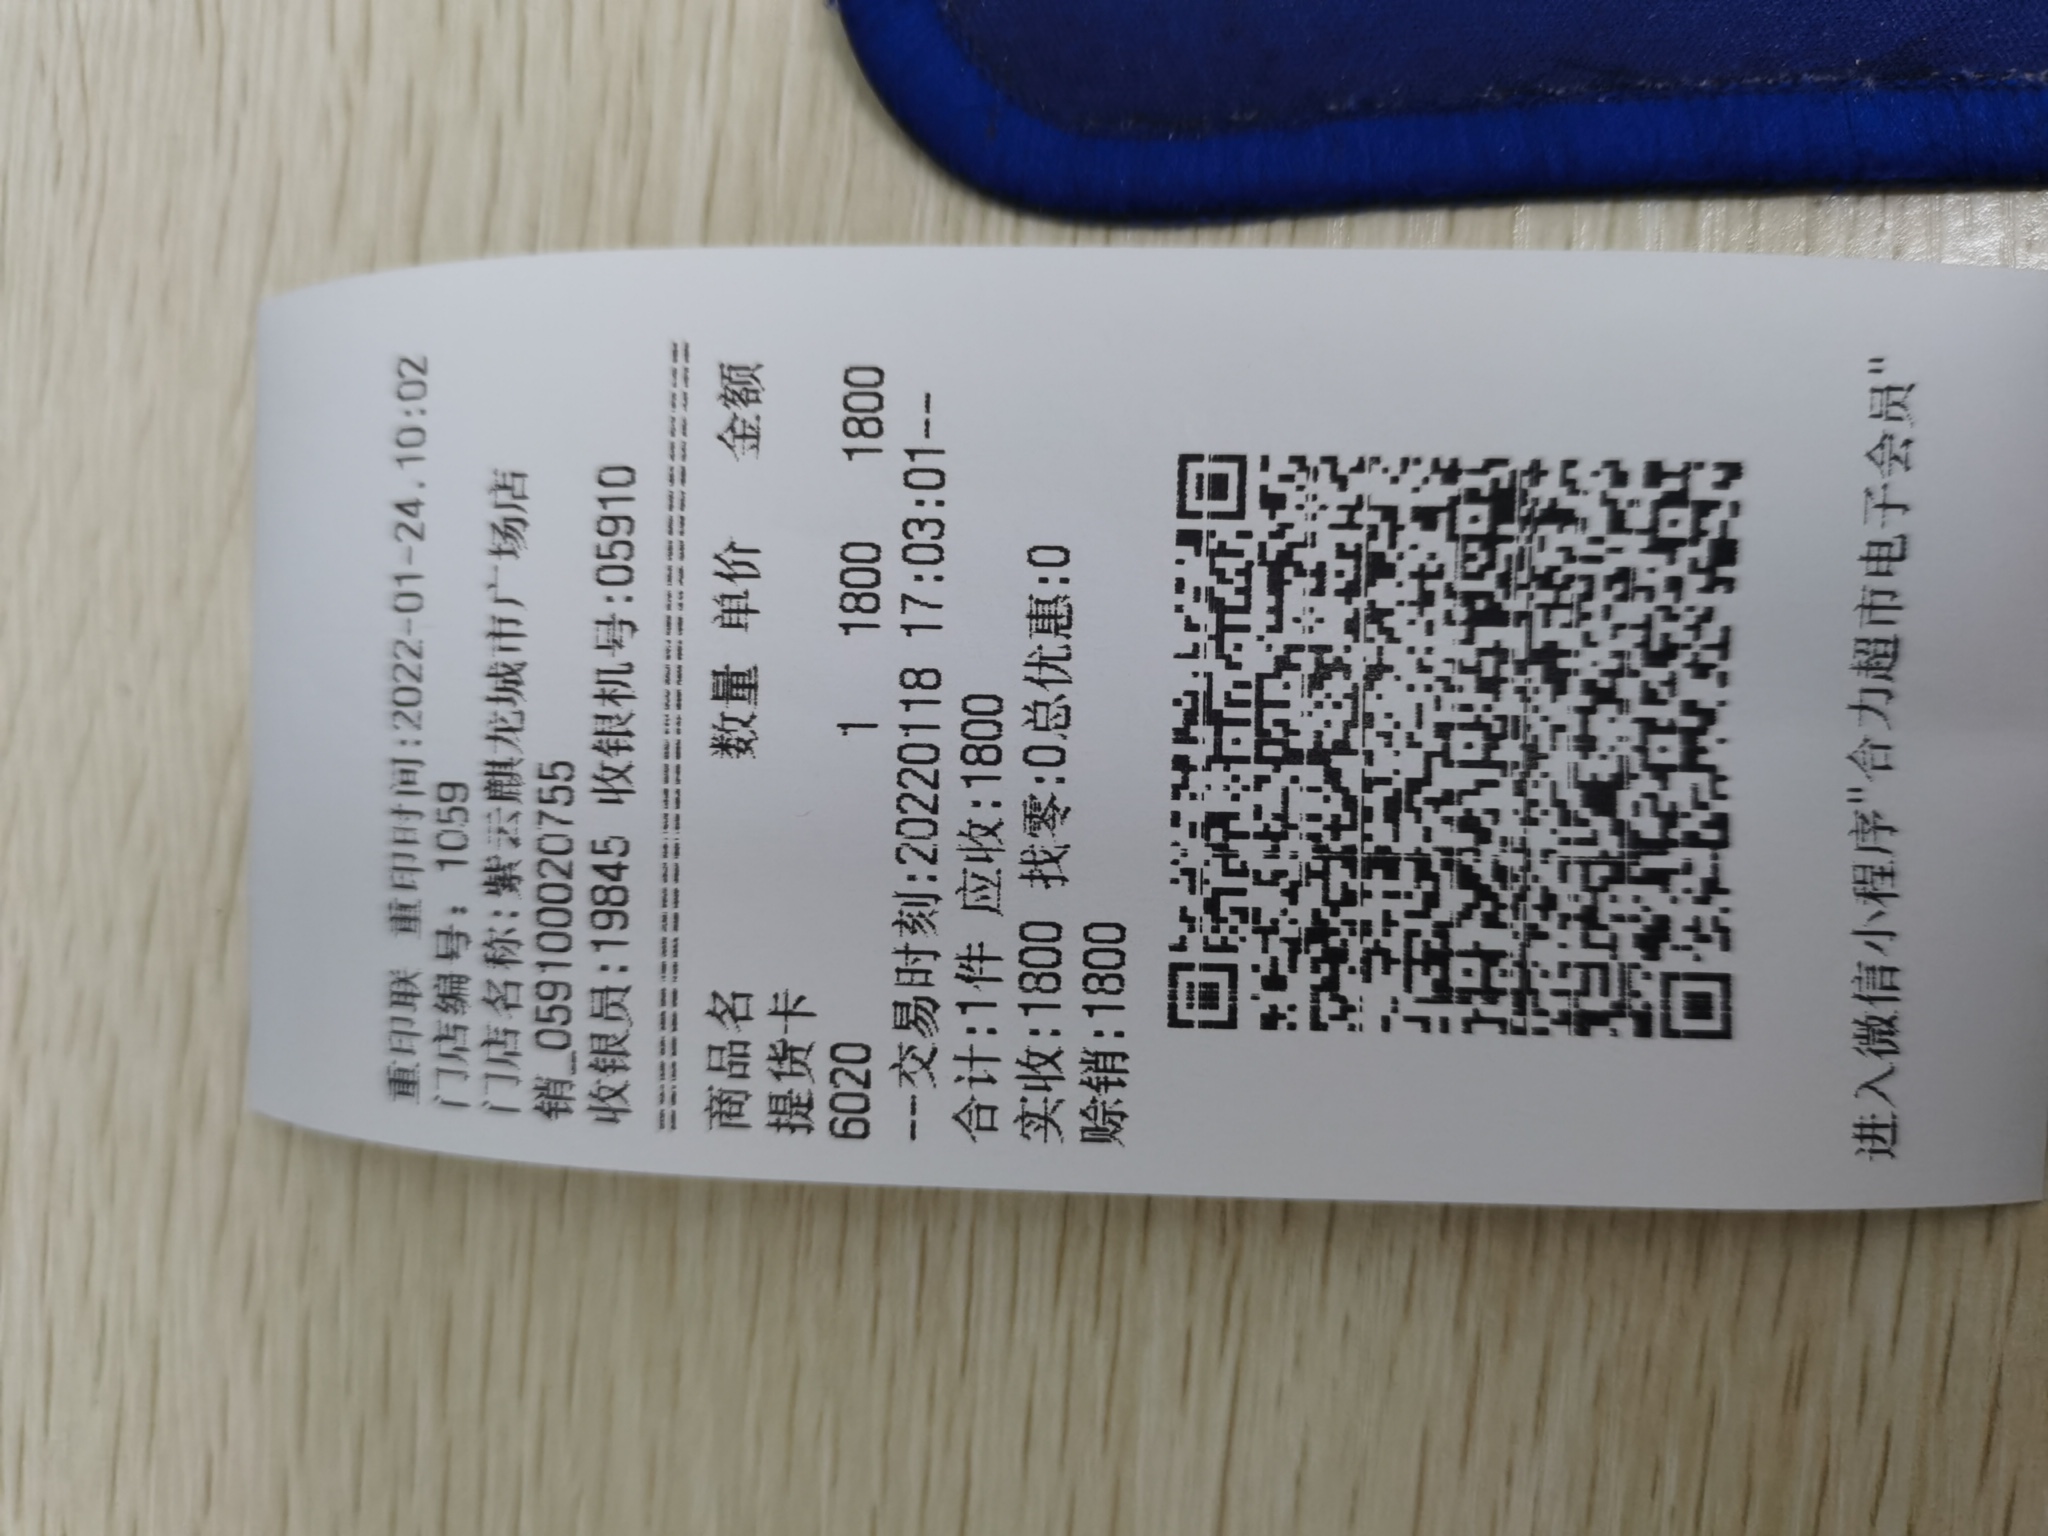 重印联 重印时间:2022-01-24.10:02
门店编号: 1059
门店名称:紫云麒龙城市广场店
销_0591000207​55
收银员:19845 收银机号:05910
================================
商品名 数量 单价 金额
提货卡
6020 1 1800 1800
--交易时刻:20220118 17:03:01--
合计:1件 应收:1800
实收:1800 找零:0总优惠:0
赊销:1800
进入微信小程序"合力超市电子会员"